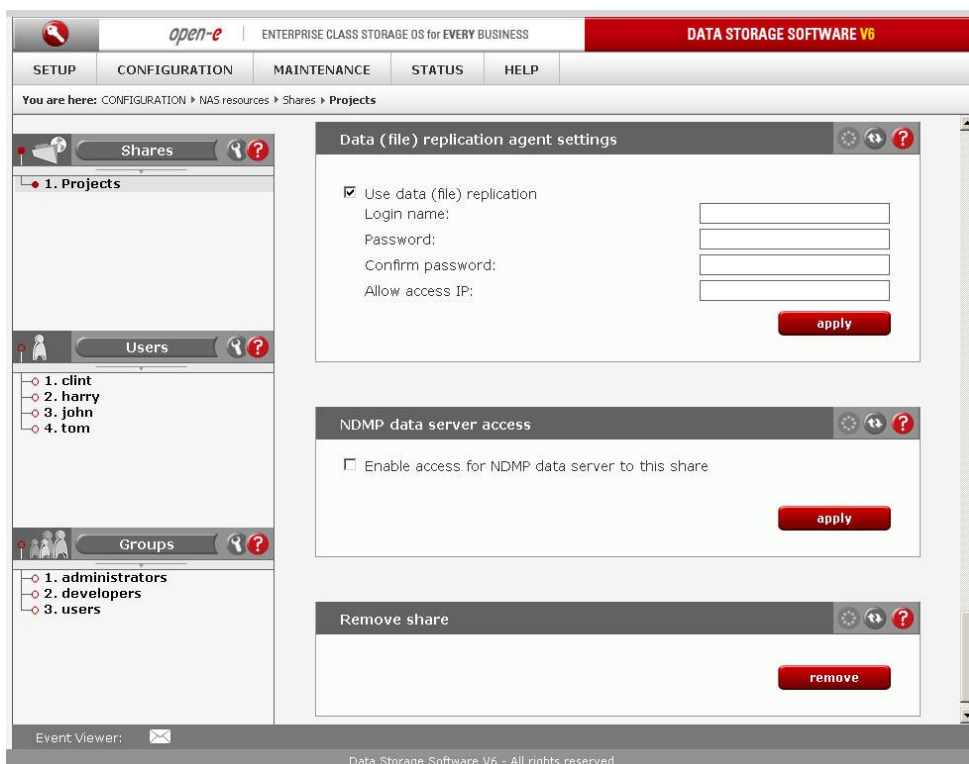 open-e ENTERPRISE CLASS STORAGE OS for EVERY BUSINESS DATA STORAGE SOFTWARE V6
SETUP CONFIGURATION MAINTENANCE STATUS HELP
You are here: CONFIGURATION NAS resources Shares Projects
Shares
1. Projects
Users
1. clint
2. harry
3. john
4. tom
Groups
1. administrators
2. developers
3. users
Data (file) replication agent settings
Use data (file) replication
Login name:
Password:
Confirm password:
Allow access IP:
apply
NDMP data server access
Enable access for NDMP data server to this share
apply
Remove share
remove
Event Viewer:
Data Storage Software V6 - All rights reserved